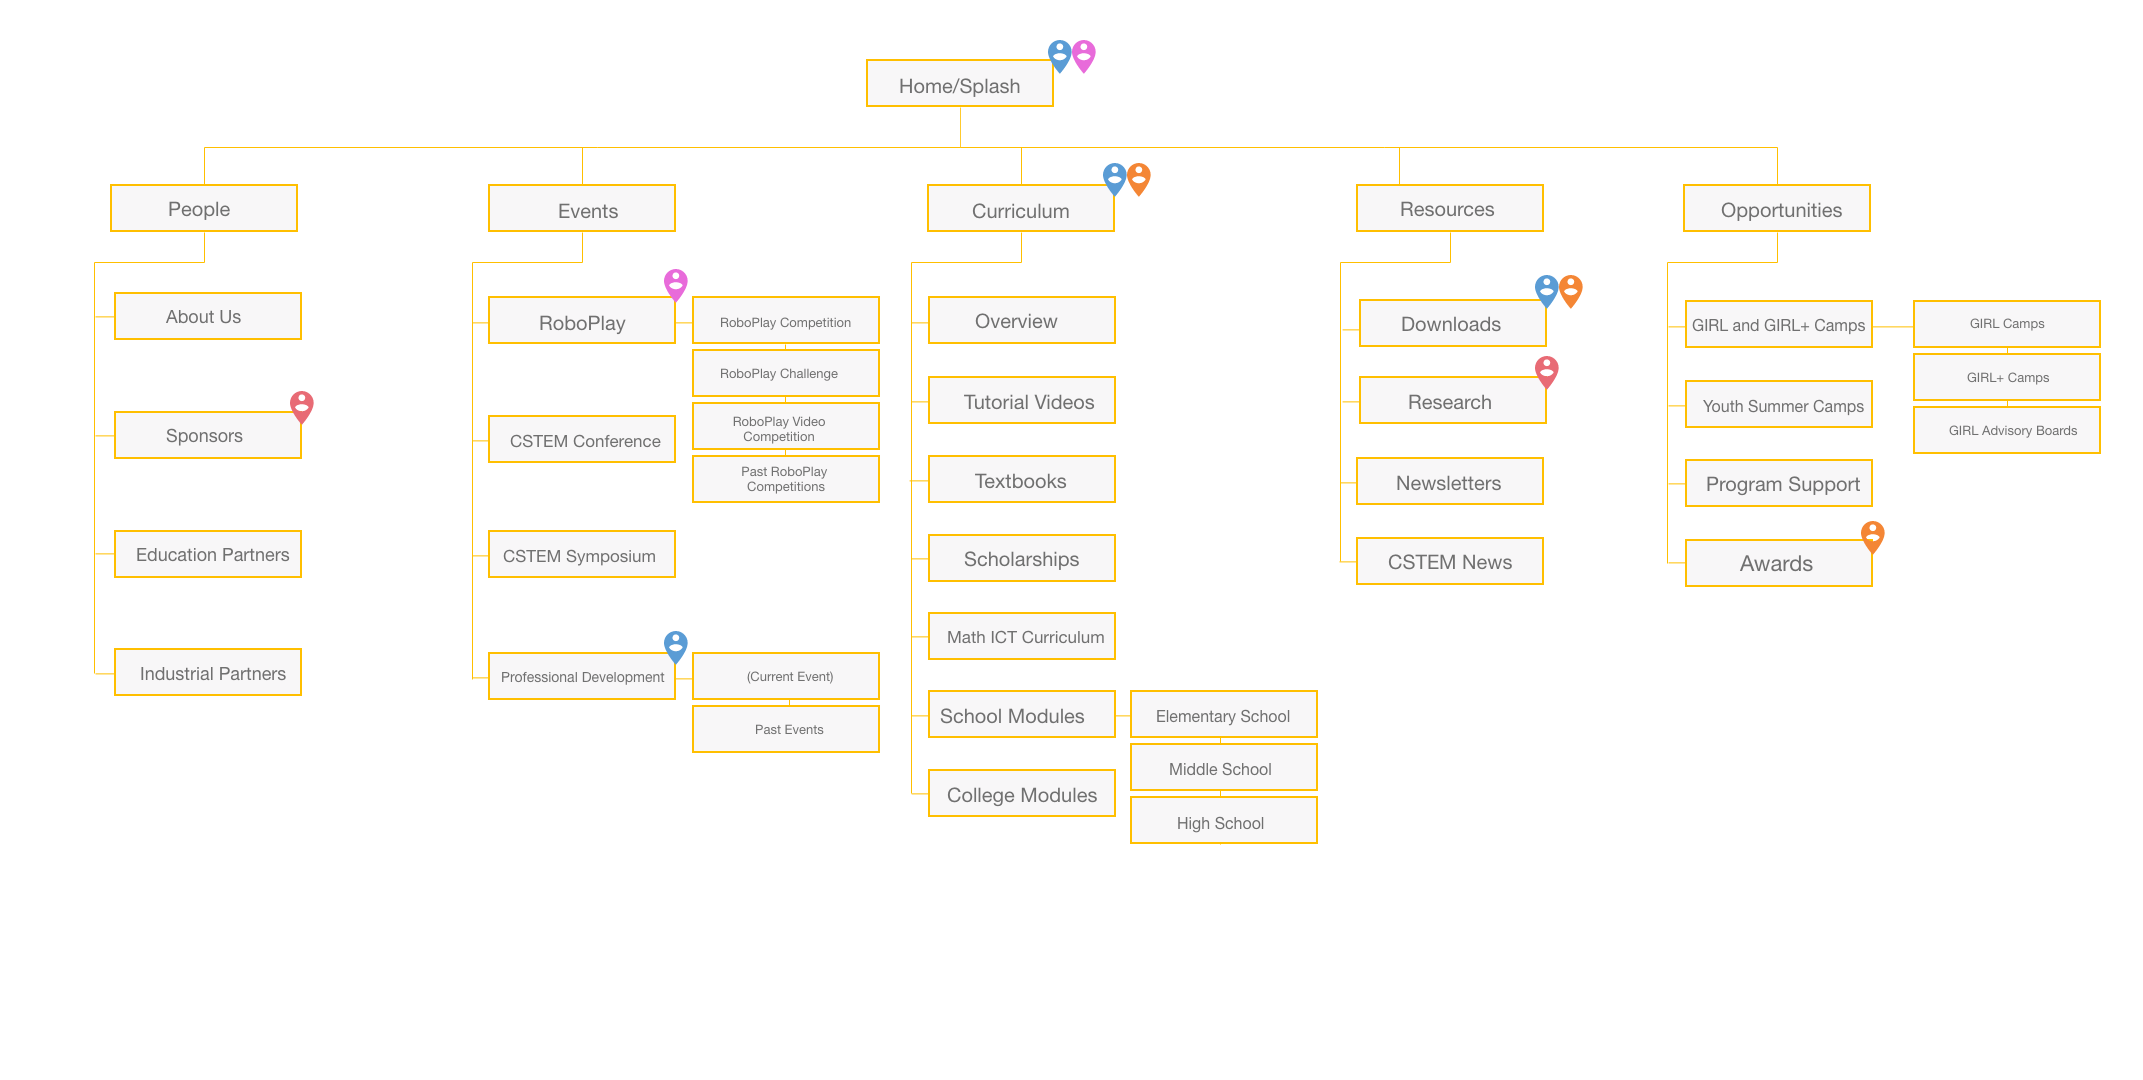 Home/Splash
People
Events
Curriculum
Resources
Opportunities
About Us
Sponsors
Education Partners
Industrial Partners
RoboPlay
RoboPlay Competition
RoboPlay Challenge
RoboPlay Video
Competition
Past RoboPlay
Competitions
CSTEM Conference
CSTEM Symposium
Professional Development
(Current Event)
Past Events
Overview
Tutorial Videos
Textbooks
Scholarships
Math ICT Curriculum
School Modules
Elementary School
Middle School
High School
College Modules
Downloads
Research
Newsletters
CSTEM News
GIRL and GIRL+ Camps
GIRL Camps
GIRL+ Camps
GIRL Advisory Boards
Youth Summer Camps
Program Support
Awards